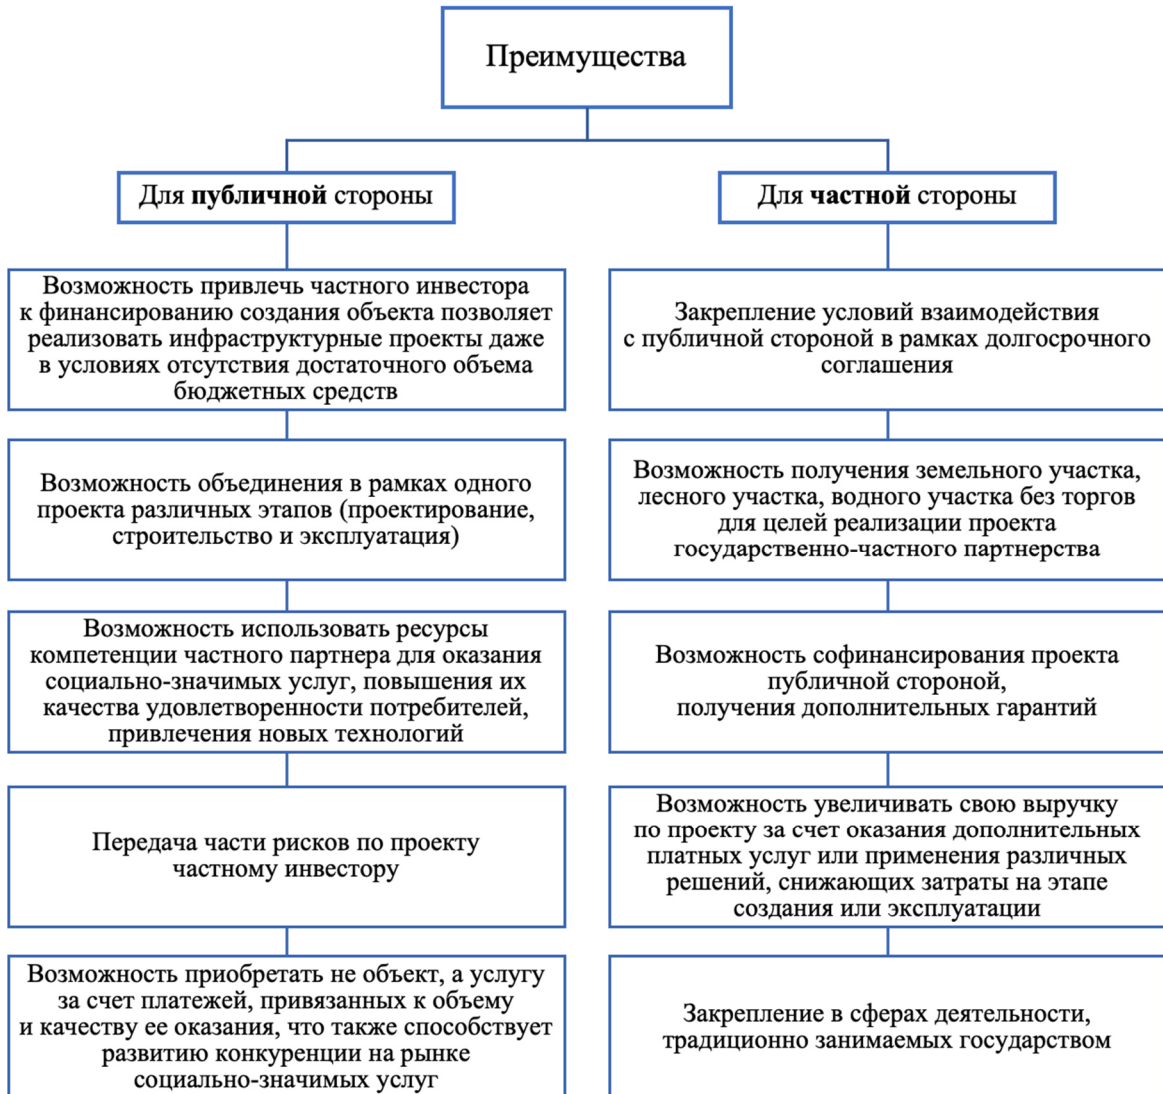 Преимущества
Для публичной стороны
Возможность привлечь частного инвестора
к финансированию создания объекта позволяет
реализовать инфраструктурные проекты даже
в условиях отсутствия достаточного объема
бюджетных средств
Возможность объединения в рамках одного
проекта различных этапов (проектирование,
строительство и эксплуатация)
Возможность использовать ресурсы
компетенции частного партнера для оказания
социально-значимых услуг, повышения их
качества удовлетворенности потребителей,
привлечения новых технологий
Передача части рисков по проекту
частному инвестору
Возможность приобретать не объект, а услугу
за счет платежей, привязанных к объему
и качеству ее оказания, что также способствует
развитию конкуренции на рынке
социально-значимых услуг
Для частной стороны
Закрепление условий взаимодействия
с публичной стороной в рамках долгосрочного
соглашения
Возможность получения земельного участка,
лесного участка, водного участка без торгов
для целей реализации проекта
государственно-частного партнерства
Возможность софинансирования проекта
публичной стороной,
получения дополнительных гарантий
Возможность увеличивать свою выручку
по проекту за счет оказания дополнительных
платных услуг или применения различных
решений, снижающих затраты на этапе
создания или эксплуатации
Закрепление в сферах деятельности,
традиционно занимаемых государством